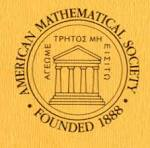 AMERICAN MATHEMATICAL SOCIETY
ΑΓΕΩΜΕ
ΤΡΗΤΟΣ ΜΗ
ΕΙΣΙΤΩ
· FOUNDED 1888 ·